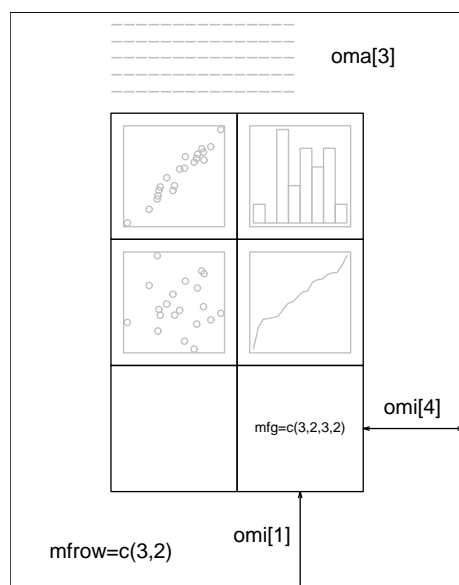 oma[3]
mfg=c(3,2,3,2)
omi[4]
omi[1]
mfrow=c(3,2)